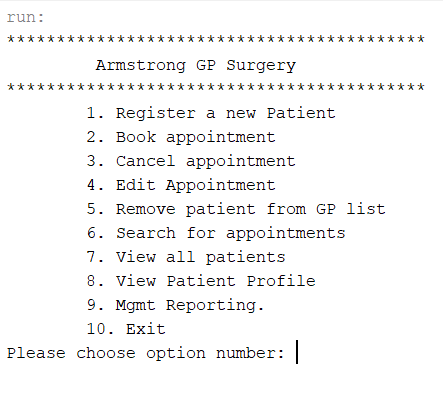 run:
******************************************
Armstrong GP Surgery
******************************************
1. Register a new Patient
2. Book appointment
3. Cancel appointment
4. Edit Appointment
5. Remove patient from GP list
6. Search for appointments
7. View all patients
8. View Patient Profile
9. Mgmt Reporting.
10. Exit
Please choose option number: